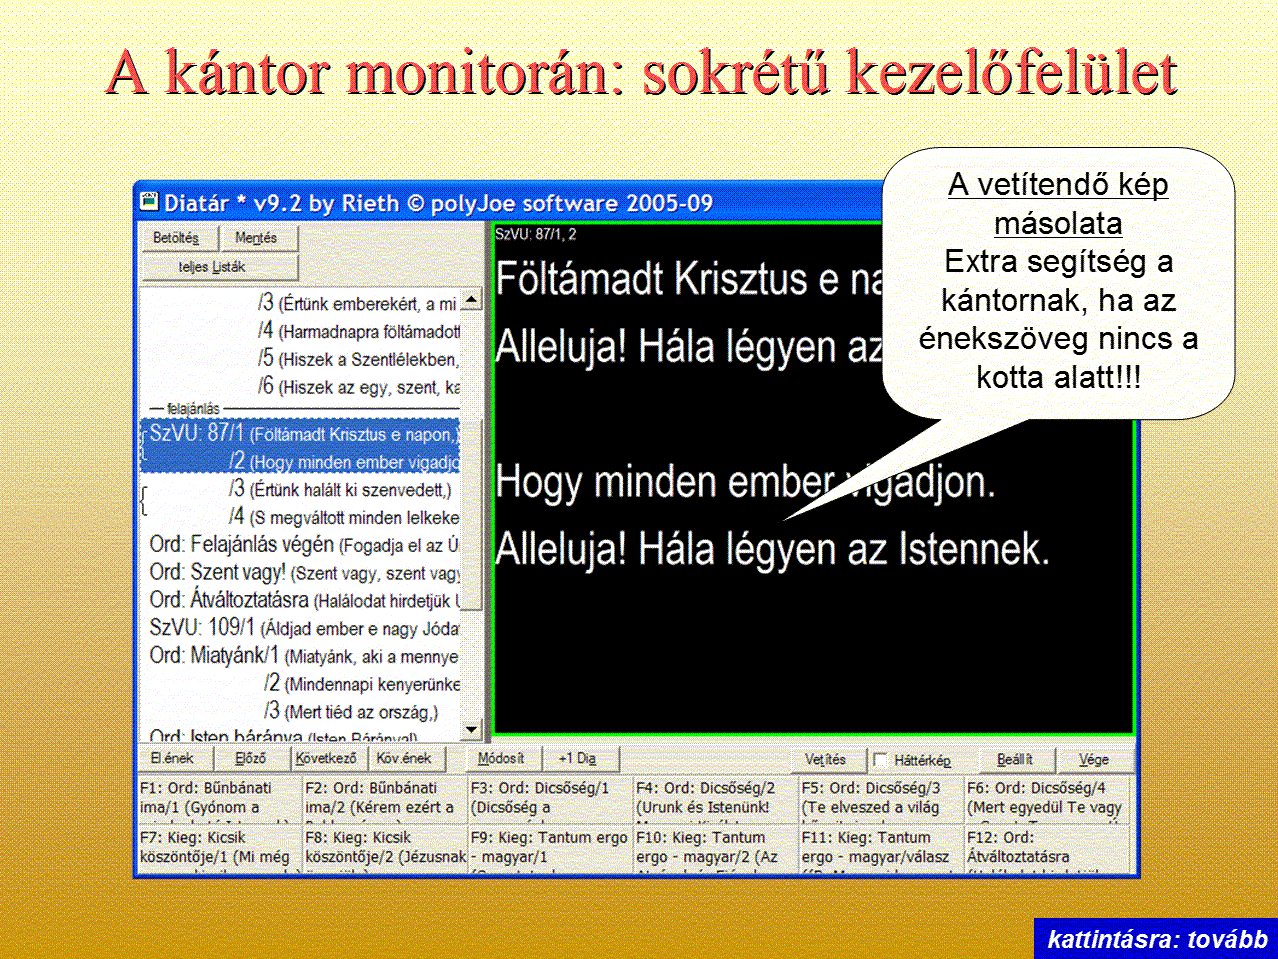 A kántor monitorán: sokrétű kezelőfelület
Diatár * v9.2 by Rieth © polyJoe software 2005-09
Betöltés Mentés
teljes Listák
/3 (Értünk emberekért, a mi
/4 (Harmadnapra föltámadott
/5 (Hiszek a Szentlélekben,
/6 (Hiszek az egy, szent, ka
felajánlás
SzVU: 87/1 (Föltámadt Krisztus e napon,)
/2 (Hogy minden ember vigadjo
/3 (Értünk halált ki szenvedett,)
/4 (S megváltott minden lelkeke
Ord: Felajánlás végén (Fogadja el az Ú
Ord: Szent vagy! (Szent vagy, szent vagy
Ord: Átváltoztatásra (Halálodat hirdetjük U
SzVU: 109/1 (Áldjad ember e nagy Jóda
Ord: Miatyánk/1 (Miatyánk, aki a mennye
/2 (Mindennapi kenyerünke
/3 (Mert tiéd az ország,)
Ord: Isten báránya (Isten Báránya!)
SzVU: 87/1, 2
Föltámadt Krisztus e na
Alleluja! Hála légyen az
Hogy minden ember vigadjon.
Alleluja! Hála légyen az Istennek.
A vetítendő kép
másolata
Extra segítség a
kántornak, ha az
énekszöveg nincs a
kotta alatt!!!
El.ének Előző Következő Köv.ének Módosít +1 Dia Vetítés Háttérkép Beállít Vége
F1: Ord: Bűnbánati
ima/1 (Gyónom a
F2: Ord: Bűnbánati
ima/2 (Kérem ezért a
F3: Ord: Dicsőség/1
(Dicsőség a
F4: Ord: Dicsőség/2
(Urunk és Istenünk!
F5: Ord: Dicsőség/3
(Te elveszed a világ
F6: Ord: Dicsőség/4
(Mert egyedül Te vagy
F7: Kieg: Kicsik
köszöntője/1 (Mi még
F8: Kieg: Kicsik
köszöntője/2 (Jézusnak
F9: Kieg: Tantum ergo
- magyar/1
F10: Kieg: Tantum
ergo - magyar/2 (Az
F11: Kieg: Tantum
ergo - magyar/válasz
F12: Ord:
Átváltoztatásra
kattintásra: tovább